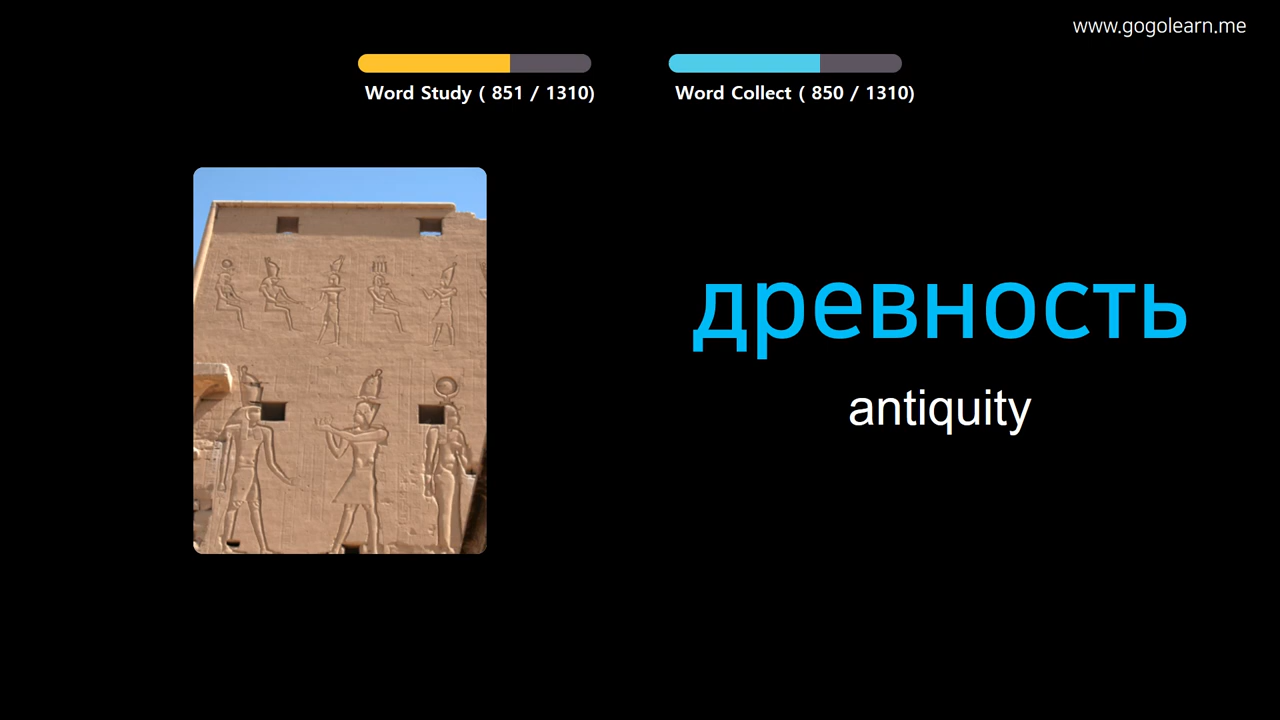 www.gogolearn.me
Word Study ( 851 / 1310)
Word Collect ( 850 / 1310)
древность
antiquity